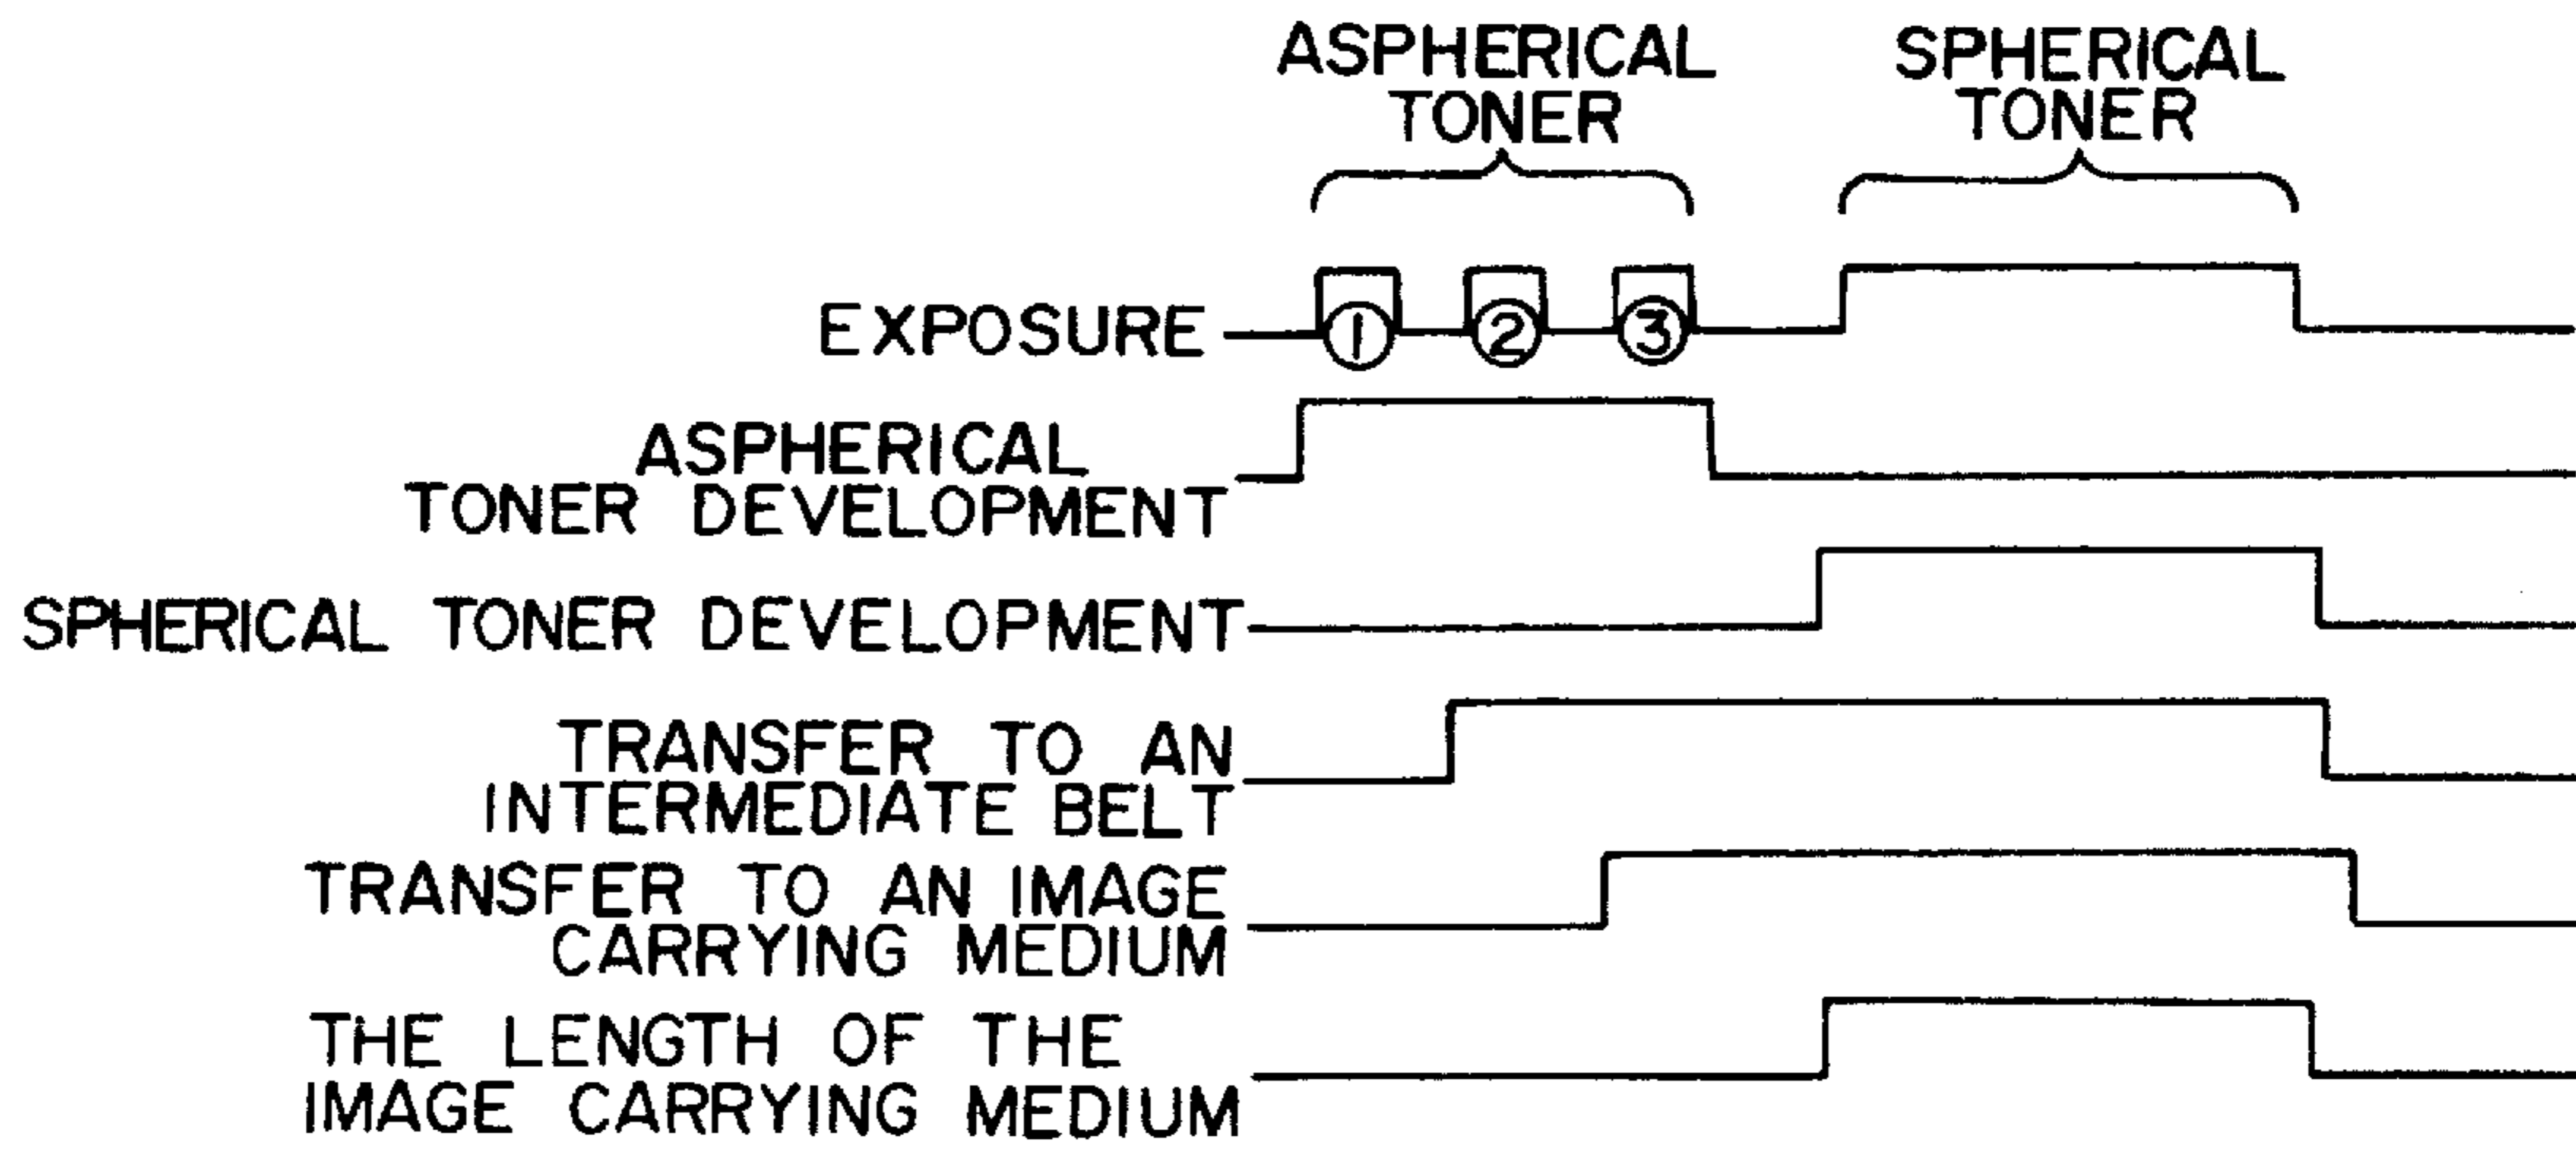 ASPHERICAL
TONER
SPHERICAL
TONER
EXPOSURE
① ② ③
ASPHERICAL
TONER DEVELOPMENT
SPHERICAL TONER DEVELOPMENT
TRANSFER TO AN
INTERMEDIATE BELT
TRANSFER TO AN IMAGE
CARRYING MEDIUM
THE LENGTH OF THE
IMAGE CARRYING MEDIUM